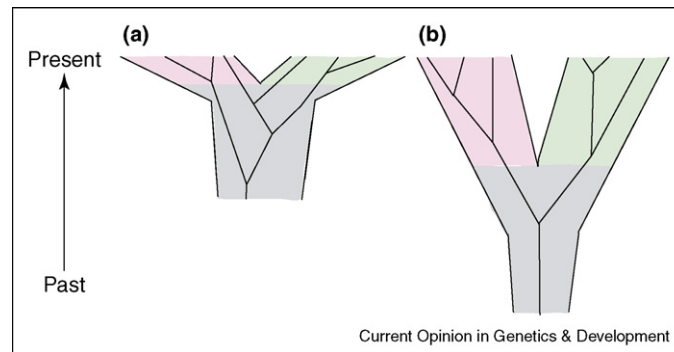 (a)
(b)
Present
Past
Current Opinion in Genetics & Development